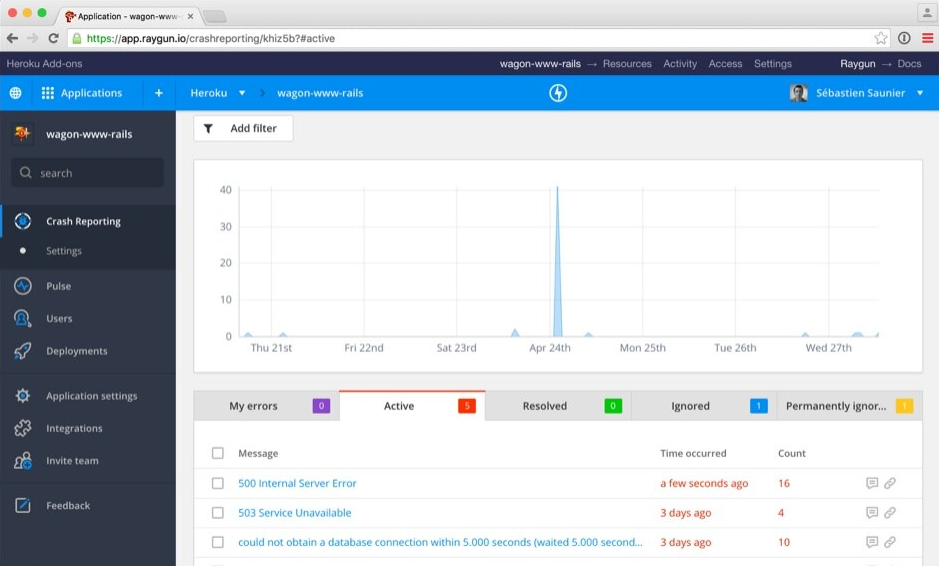 Application - wagon-www-
https://app.raygun.io/crashreporting/khiz5b?#active
Heroku Add-ons
wagon-www-rails → Resources Activity Access Settings Raygun → Docs
Applications + Heroku wagon-www-rails Sébastien Saunier
wagon-www-rails
search
Crash Reporting
Settings
Pulse
Users
Deployments
Application settings
Integrations
Invite team
Feedback
Add filter
40
30
20
10
0
Thu 21st Fri 22nd Sat 23rd Apr 24th Mon 25th Tue 26th Wed 27th
My errors 0 Active 5 Resolved 0 Ignored 1 Permanently ignor... 1
Message Time occurred Count
500 Internal Server Error a few seconds ago 16
503 Service Unavailable 3 days ago 4
could not obtain a database connection within 5.000 seconds (waited 5.000 second... 3 days ago 10